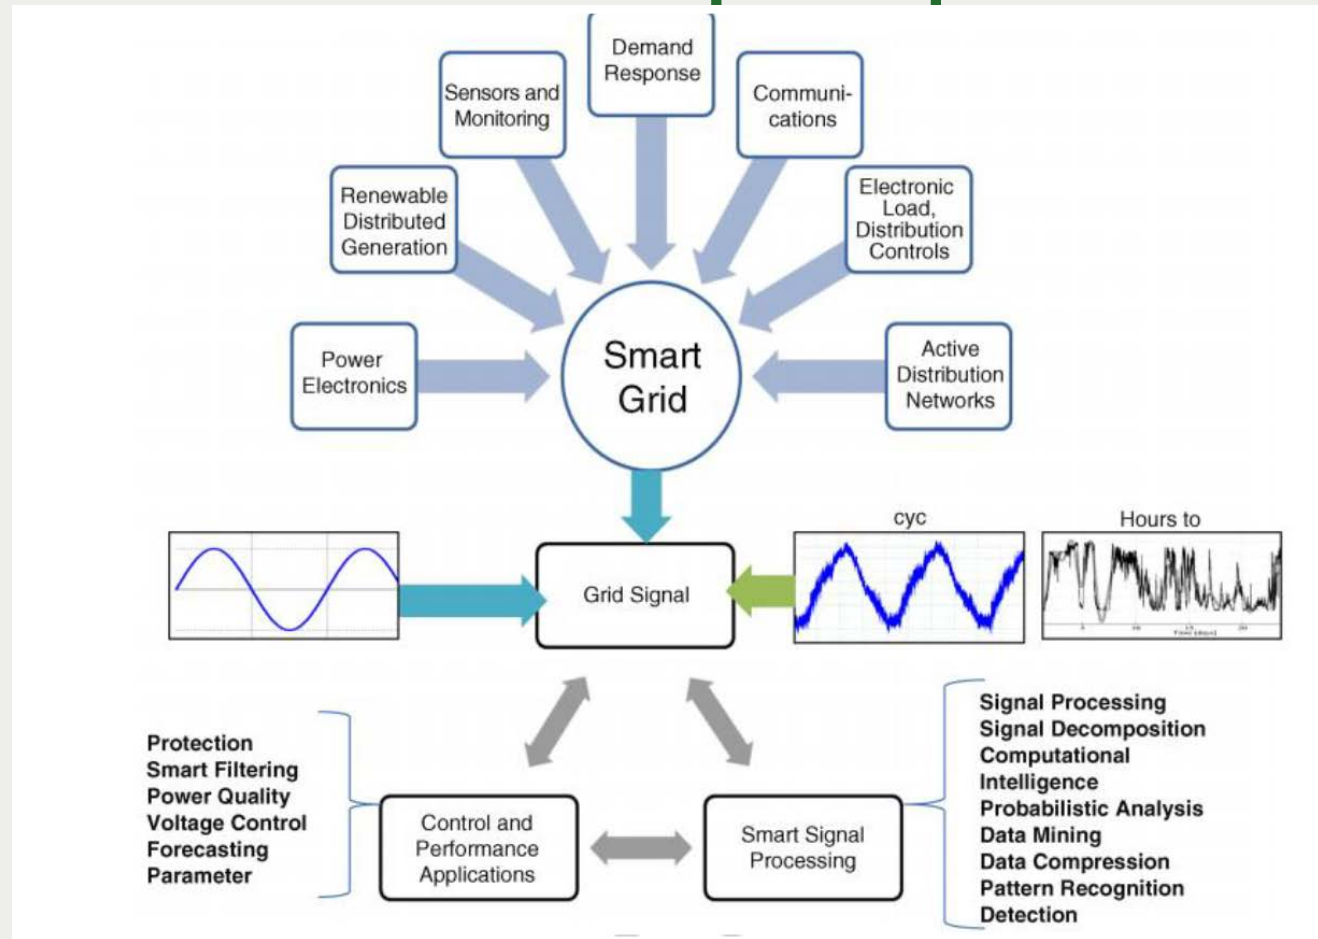 Demand
Response
Sensors and
Monitoring
Communi-
cations
Renewable
Distributed
Generation
Electronic
Load,
Distribution
Controls
Power
Electronics
Smart
Grid
Active
Distribution
Networks
cyc
Hours to
Grid Signal
Time (days)
Protection
Smart Filtering
Power Quality
Voltage Control
Forecasting
Parameter
Control and
Performance
Applications
Smart Signal
Processing
Signal Processing
Signal Decomposition
Computational
Intelligence
Probabilistic Analysis
Data Mining
Data Compression
Pattern Recognition
Detection